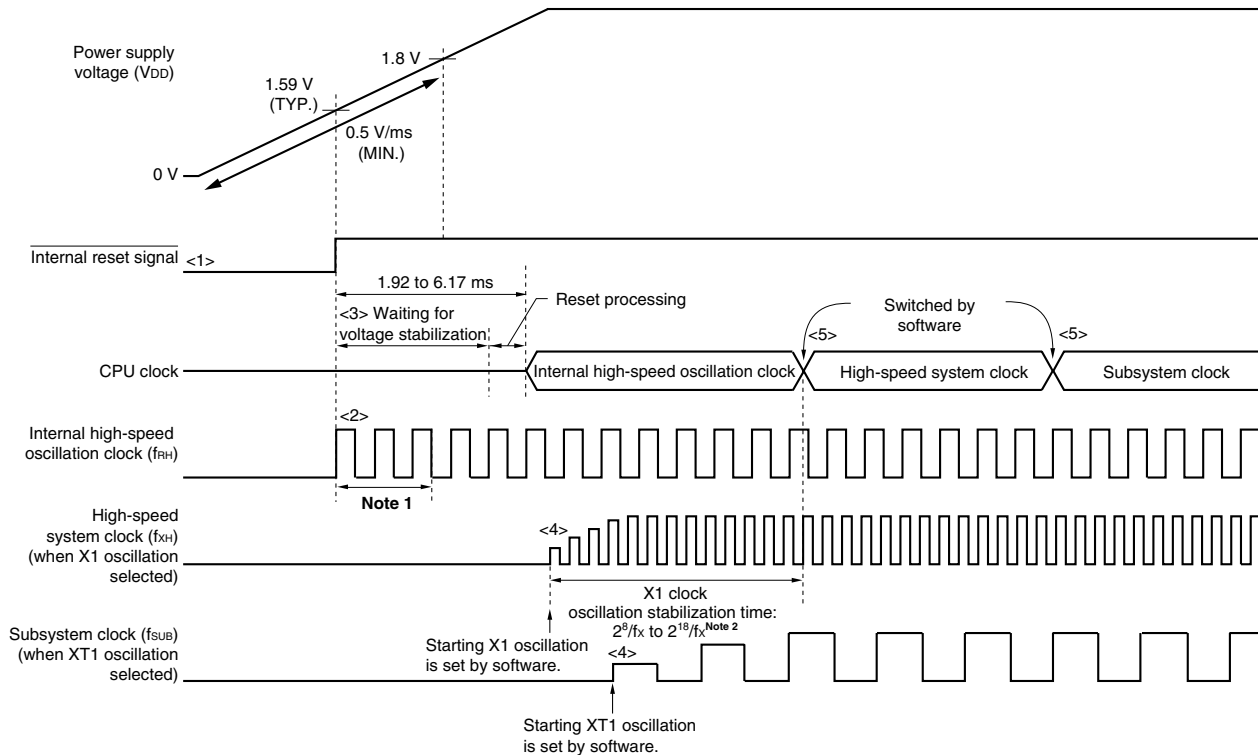 Power supply
voltage (VDD)
1.8 V
1.59 V
(TYP.)
0.5 V/ms
(MIN.)
0 V
Internal reset signal
<1>
1.92 to 6.17 ms
<3> Waiting for
voltage stabilization
Reset processing
Switched by
software
<5>
<5>
CPU clock
Internal high-speed oscillation clock
High-speed system clock
Subsystem clock
<2>
Internal high-speed
oscillation clock (fRH)
Note 1
High-speed
system clock (fXH)
(when X1 oscillation
selected)
<4>
X1 clock
oscillation stabilization time:
2⁸/fX to 2¹⁸/fX Note 2
Starting X1 oscillation
is set by software.
Subsystem clock (fSUB)
(when XT1 oscillation
selected)
<4>
Starting XT1 oscillation
is set by software.